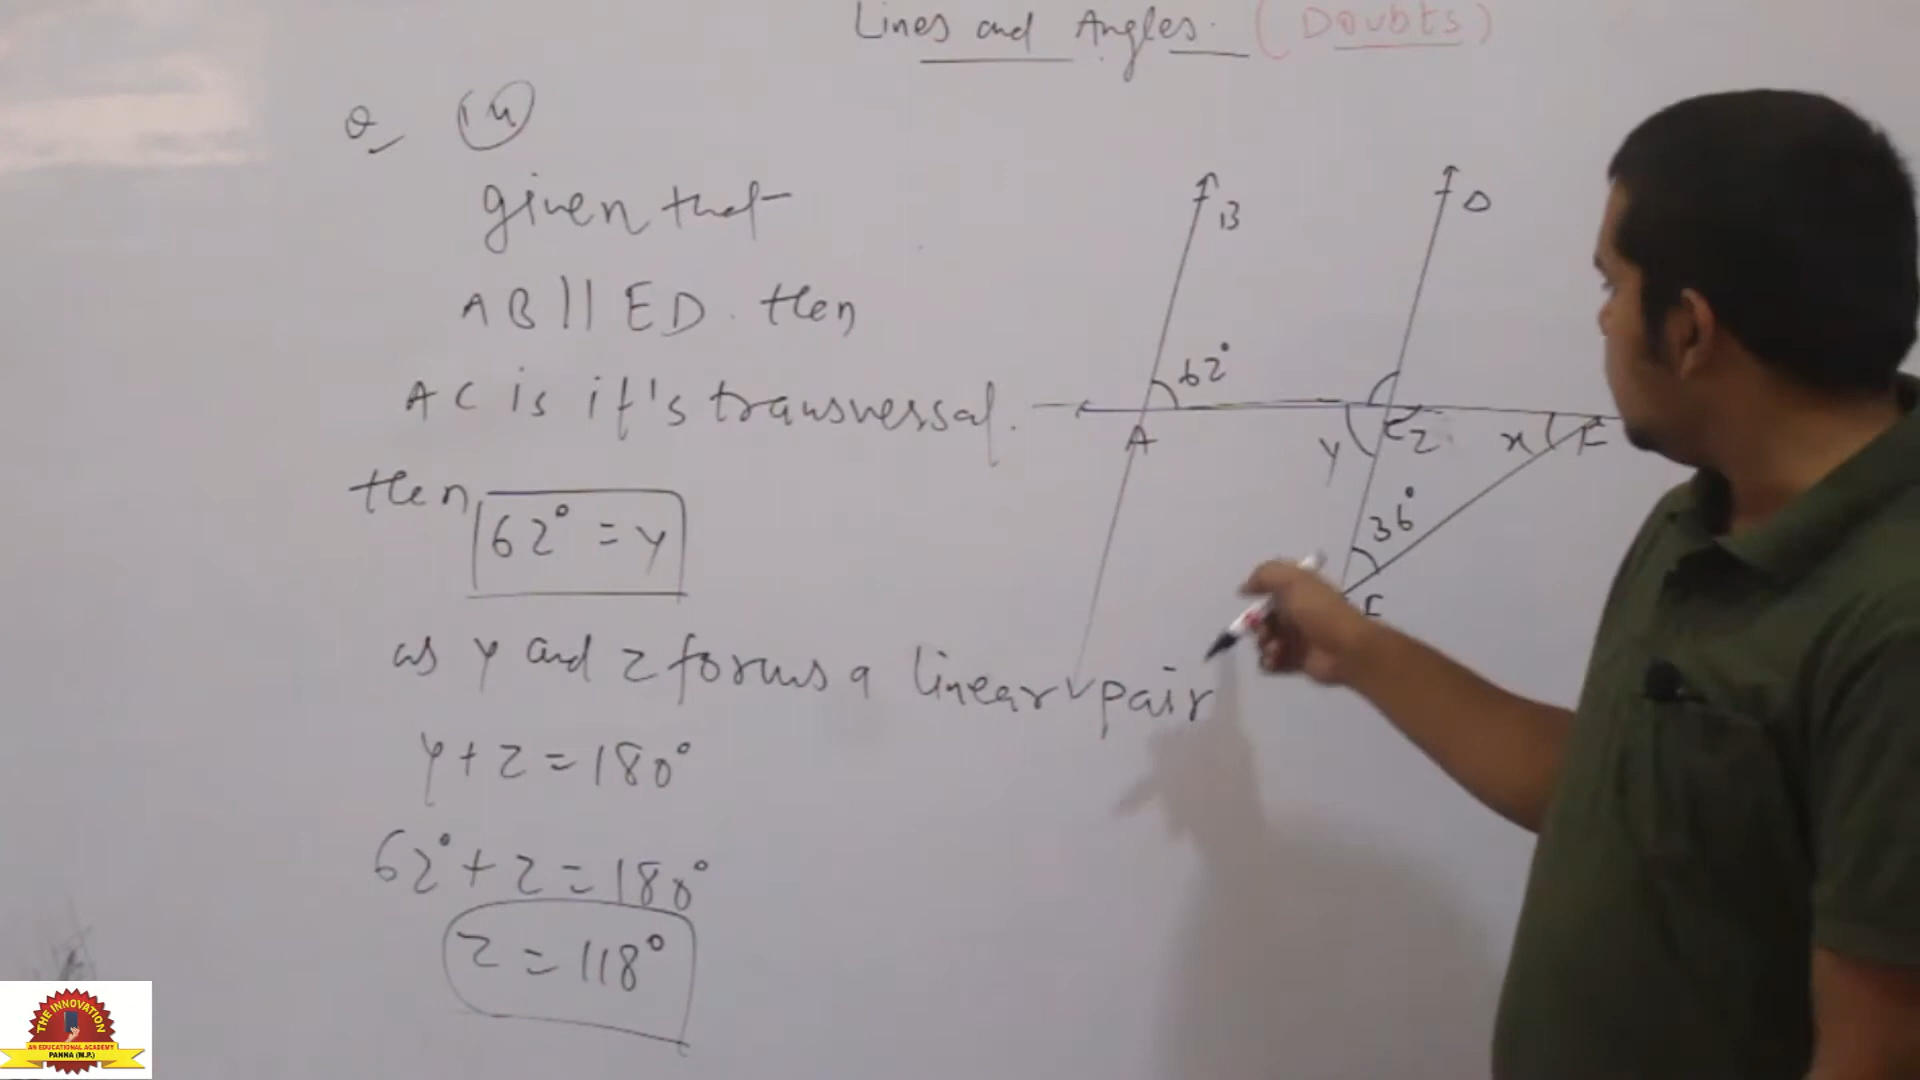 Lines and Angles. (Doubts)
Q (14)
given that
AB || ED. then
AC is it's transversal.
then 62° = y
as y and z forms a linear pair
y + z = 180°
62° + z = 180°
z = 118°
B
D
62°
A
y
C
z
x
F
36°
E
THE INNOVATION
AN EDUCATIONAL ACADEMY
PANNA (M.P.)